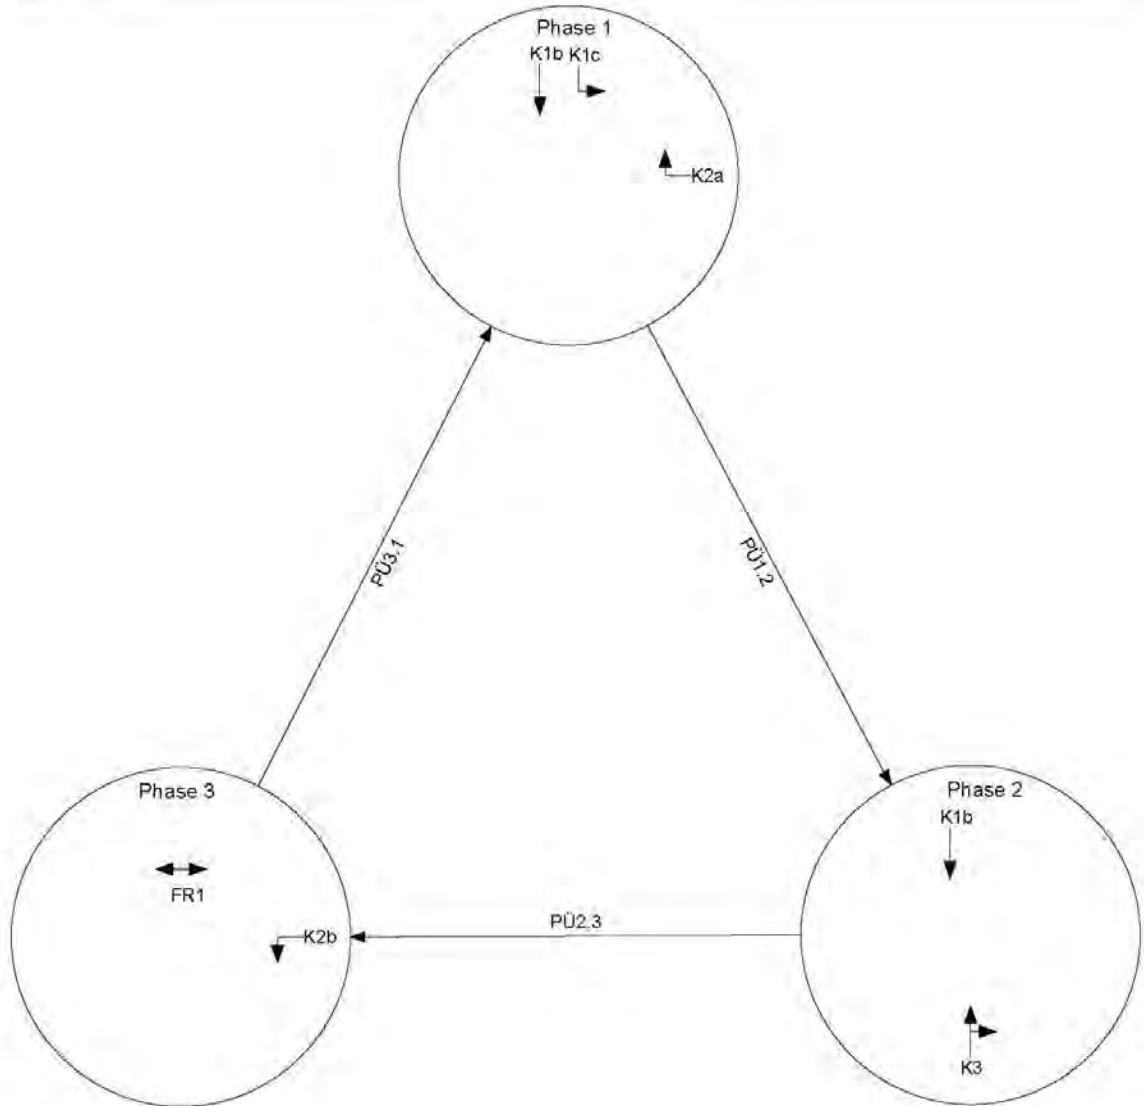 Phase 1
K1b K1c
K2a
PÜ3.1
PÜ1.2
Phase 3
FR1
K2b
PÜ2.3
Phase 2
K1b
K3